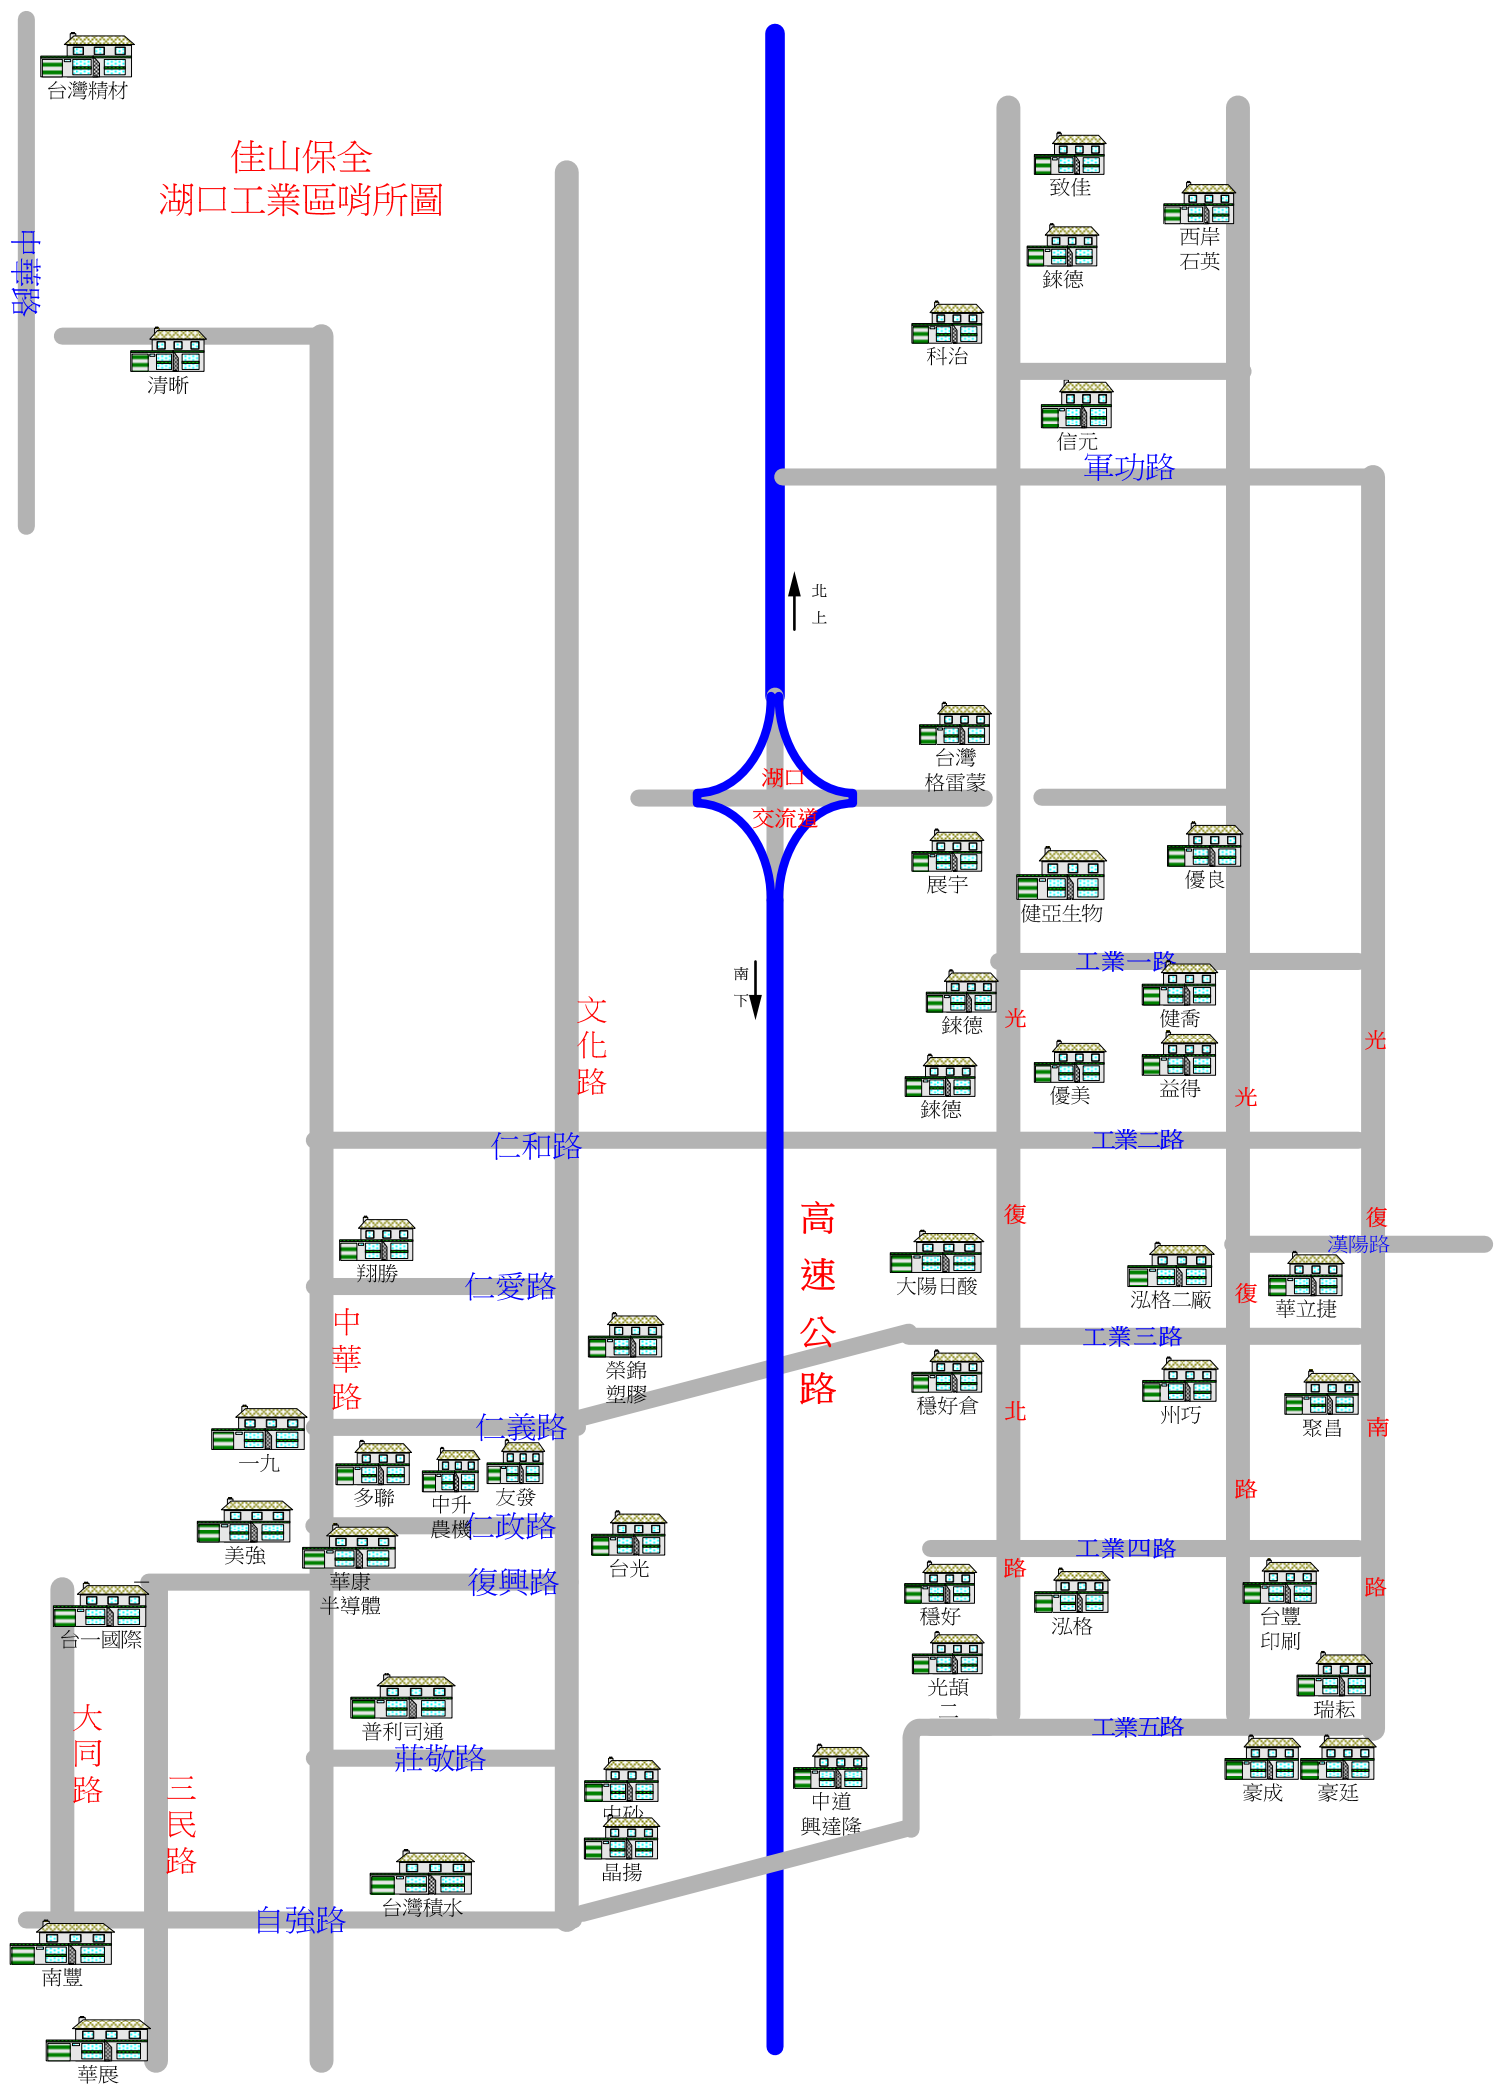 台灣精材
佳山保全
湖口工業區哨所圖
中華路
清晰
致佳
西岸
石英
錸德
科治
信元
軍功路
北
上
台灣
格雷蒙
湖口
交流道
展宇
健亞生物
優良
工業一路
南
下
錸德
健喬
文化路
光復北路
光復路
光復南路
錸德
優美
益得
仁和路
工業二路
高速公路
翔勝
仁愛路
大陽日酸
泓格二廠
漢陽路
華立捷
中華路
榮錦
塑膠
工業三路
穩好倉
州巧
聚昌
仁義路
一九
多聯
中升
農機
友發
仁政路
美強
華康
半導體
台光
工業四路
復興路
台一國際
穩好
泓格
台豐
印刷
光頡
二
瑞耘
大同路
三民路
普利司通
工業五路
莊敬路
中砂
晶揚
中道
興達隆
豪成
豪廷
台灣積水
自強路
南豐
華展